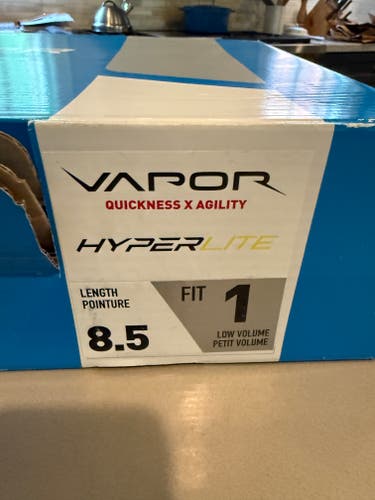 VAPOR
QUICKNESS X AGILITY
HYPERLITE
LENGTH
POINTURE
8.5
FIT 1
LOW VOLUME
PETIT VOLUME